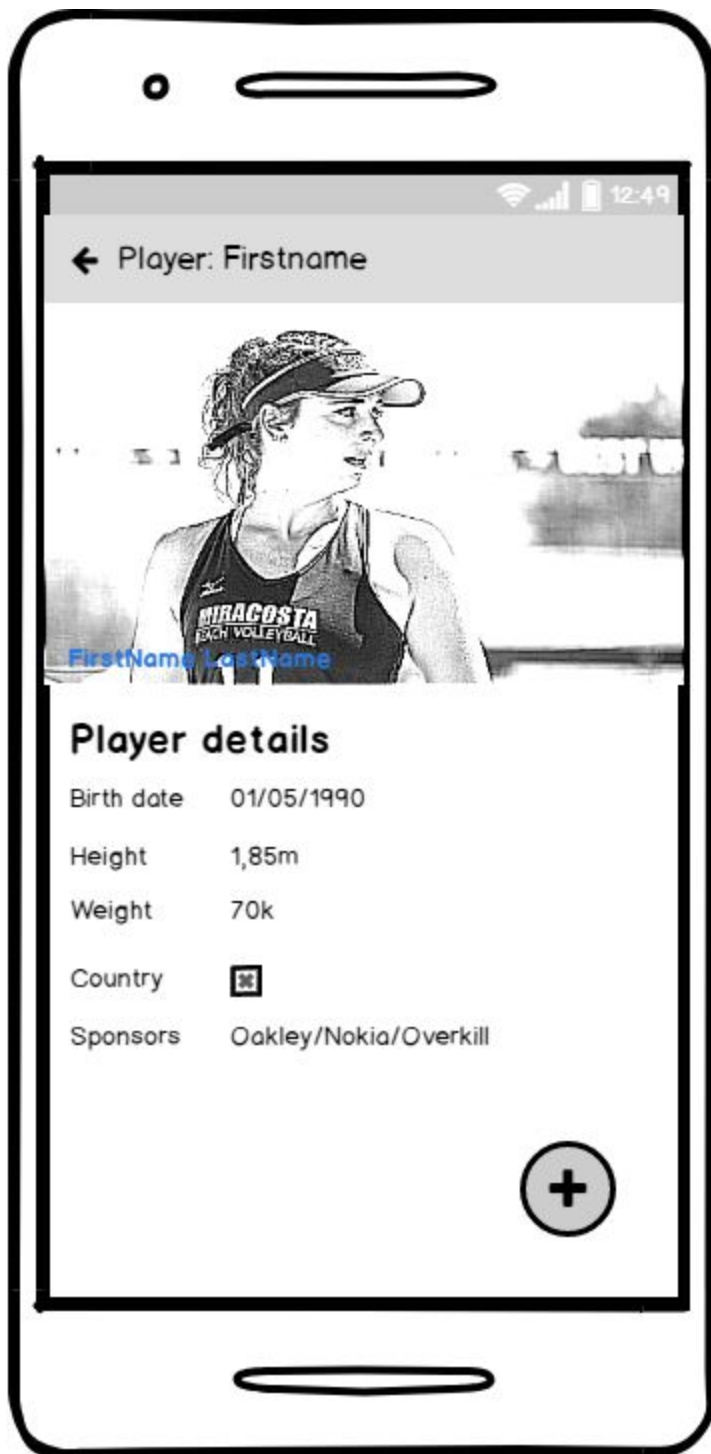 12:49
Player: Firstname
MIRACOSTA
BEACH VOLLEYBALL
FirstName LastName
Player details
Birth date 01/05/1990
Height 1,85m
Weight 70k
Country
Sponsors Oakley/Nokia/Overkill